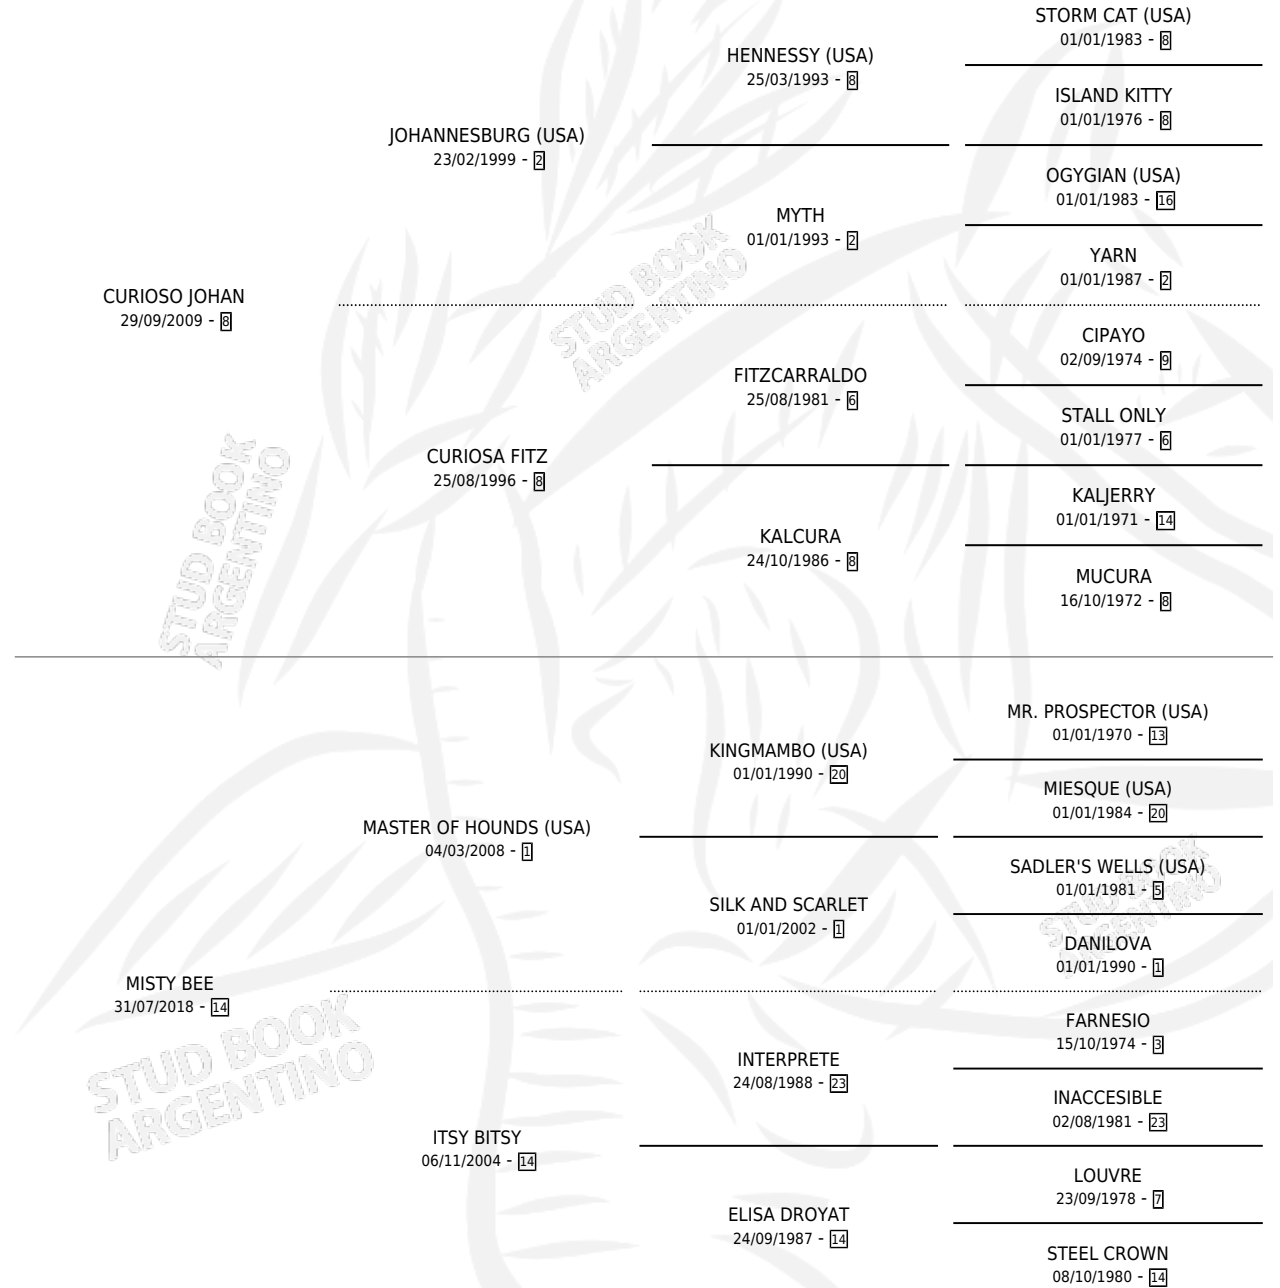 STORM CAT (USA)
01/01/1983 - 8
HENNESSY (USA)
25/03/1993 - 8
ISLAND KITTY
01/01/1976 - 8
JOHANNESBURG (USA)
23/02/1999 - 2
OGYGIAN (USA)
01/01/1983 - 16
MYTH
01/01/1993 - 2
YARN
01/01/1987 - 2
CURIOSO JOHAN
29/09/2009 - 8
CIPAYO
02/09/1974 - 9
FITZCARRALDO
25/08/1981 - 6
STALL ONLY
01/01/1977 - 6
CURIOSA FITZ
25/08/1996 - 8
KALJERRY
01/01/1971 - 14
KALCURA
24/10/1986 - 8
MUCURA
16/10/1972 - 8
STUD BOOK
ARGENTINO
STUD BOOK
ARGENTINO
MR. PROSPECTOR (USA)
01/01/1970 - 13
KINGMAMBO (USA)
01/01/1990 - 20
MIESQUE (USA)
01/01/1984 - 20
MASTER OF HOUNDS (USA)
04/03/2008 - 1
SADLER'S WELLS (USA)
01/01/1981 - 5
SILK AND SCARLET
01/01/2002 - 1
DANILOVA
01/01/1990 - 1
MISTY BEE
31/07/2018 - 14
FARNESIO
15/10/1974 - 3
INTERPRETE
24/08/1988 - 23
INACCESIBLE
02/08/1981 - 23
ITSY BITSY
06/11/2004 - 14
LOUVRE
23/09/1978 - 7
ELISA DROYAT
24/09/1987 - 14
STEEL CROWN
08/10/1980 - 14
STUD BOOK
ARGENTINO
STUD BOOK
ARGENTINO